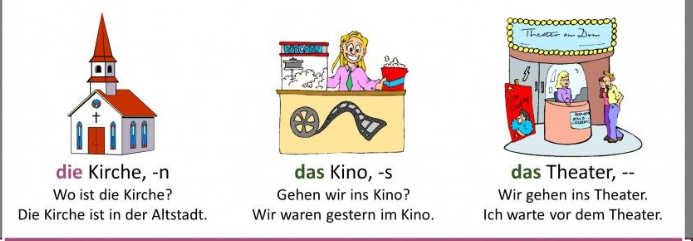 POPCORN
Theater am Dom
die Kirche, -n
Wo ist die Kirche?
Die Kirche ist in der Altstadt.
das Kino, -s
Gehen wir ins Kino?
Wir waren gestern im Kino.
das Theater, --
Wir gehen ins Theater.
Ich warte vor dem Theater.